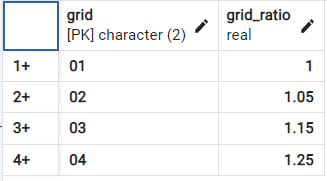 grid grid_ratio
[PK] character (2) real
1+ 01 1
2+ 02 1.05
3+ 03 1.15
4+ 04 1.25